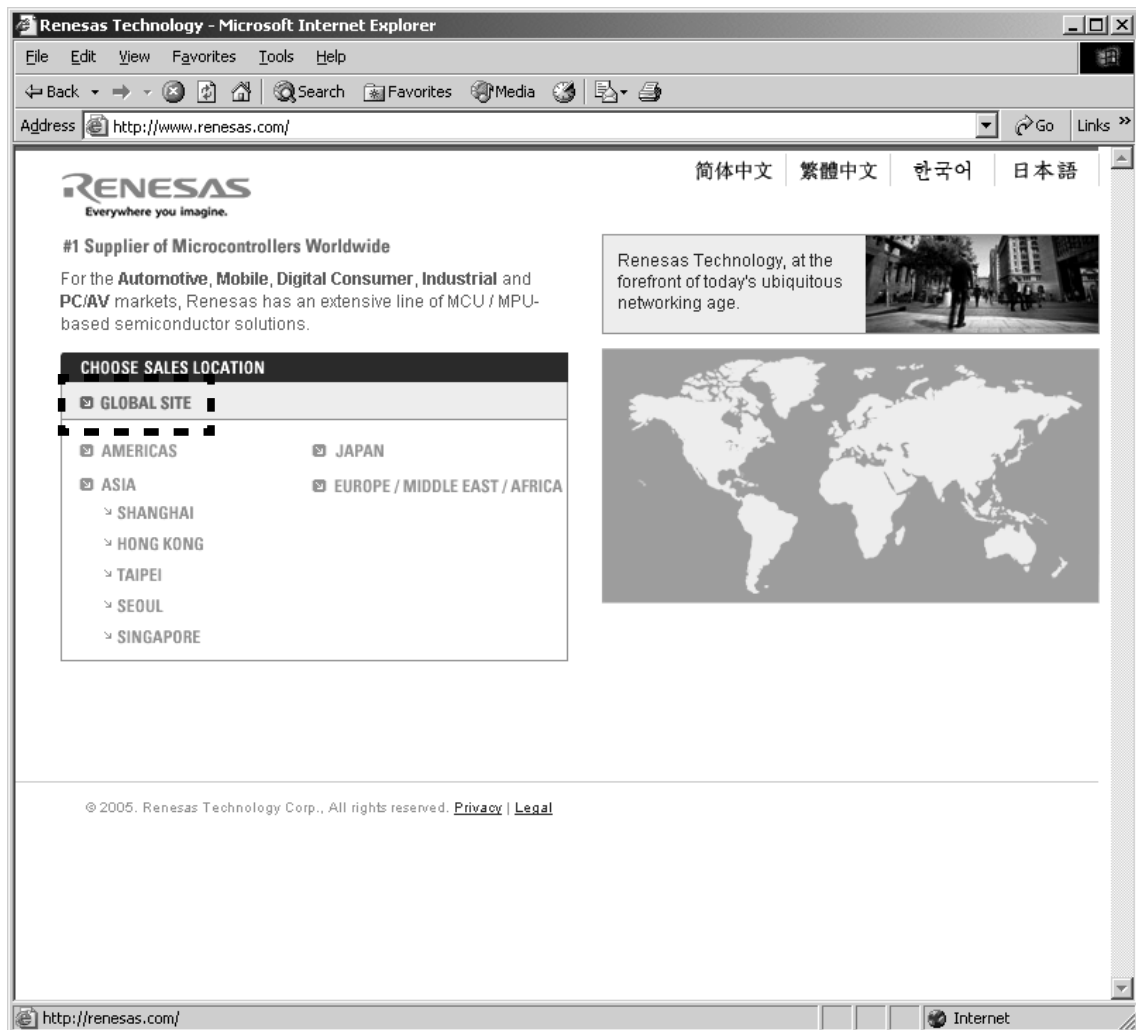 Renesas Technology - Microsoft Internet Explorer
File Edit View Favorites Tools Help
Back Search Favorites Media
Address http://www.renesas.com/ Go Links »
简体中文 繁體中文 한국어 日本語
RENESAS
Everywhere you imagine.
#1 Supplier of Microcontrollers Worldwide
For the Automotive, Mobile, Digital Consumer, Industrial and
PC/AV markets, Renesas has an extensive line of MCU / MPU-
based semiconductor solutions.
Renesas Technology, at the
forefront of today's ubiquitous
networking age.
CHOOSE SALES LOCATION
GLOBAL SITE
AMERICAS
JAPAN
ASIA
EUROPE / MIDDLE EAST / AFRICA
SHANGHAI
HONG KONG
TAIPEI
SEOUL
SINGAPORE
© 2005. Renesas Technology Corp., All rights reserved. Privacy | Legal
http://renesas.com/ Internet